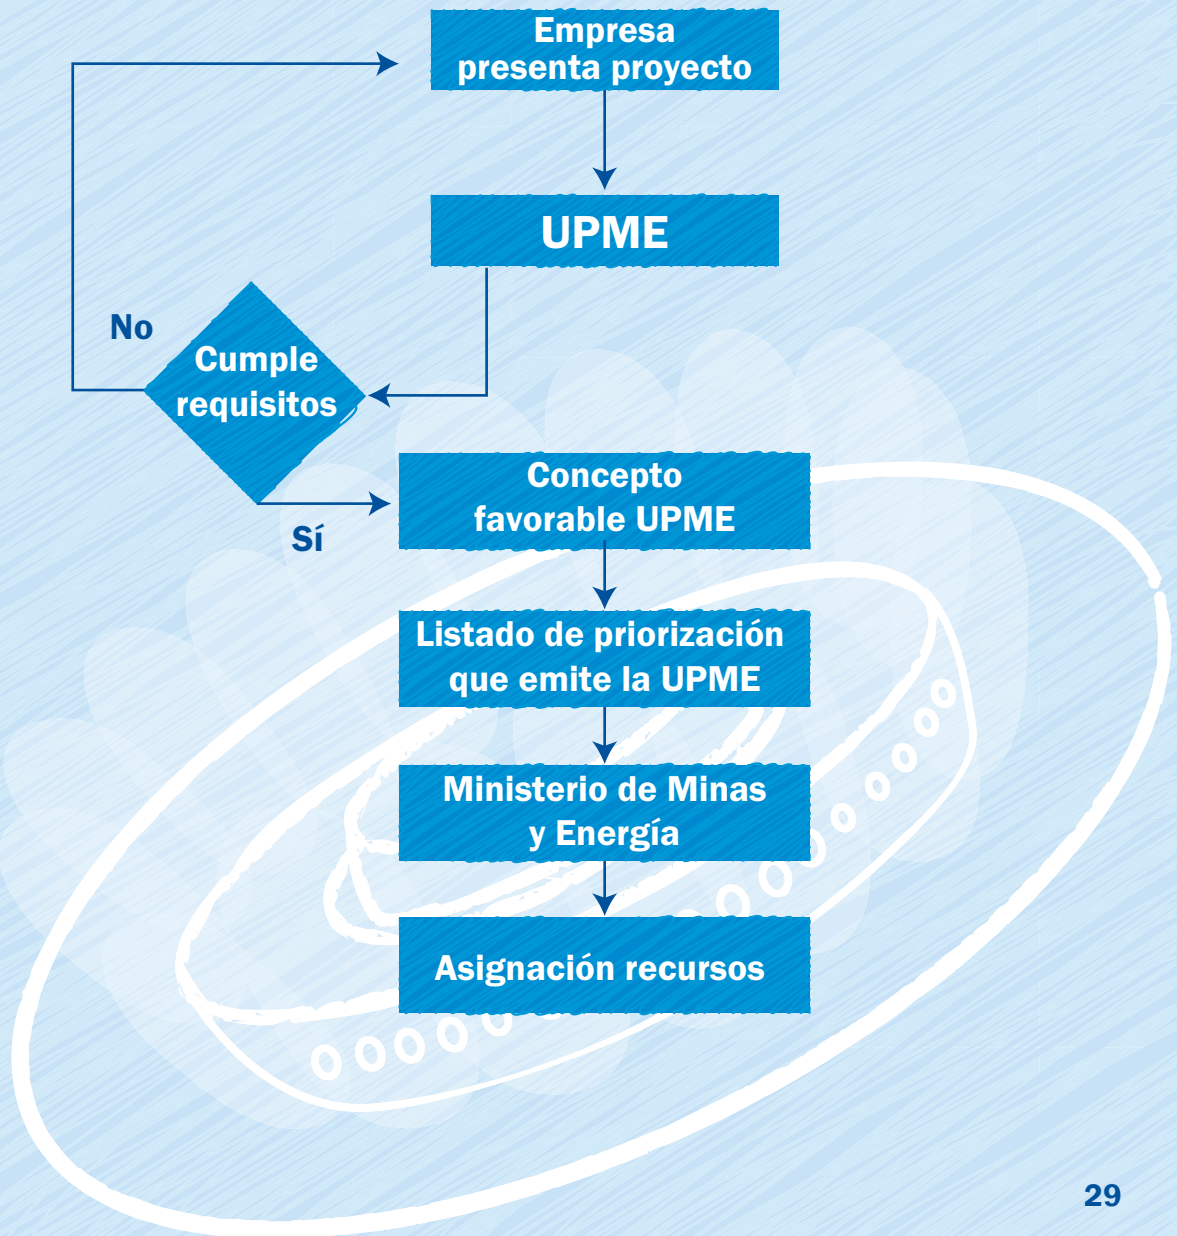 Empresa
presenta proyecto
UPME
No
Cumple
requisitos
Sí
Concepto
favorable UPME
Listado de priorización
que emite la UPME
Ministerio de Minas
y Energía
Asignación recursos
29